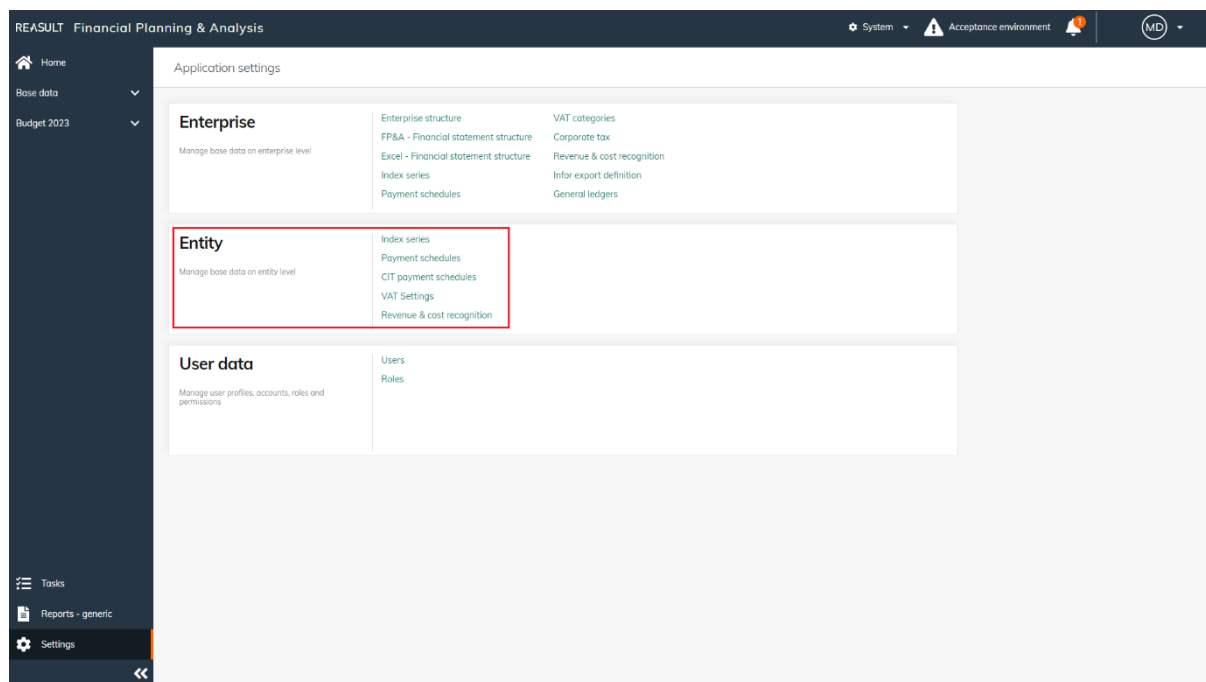 REASULT Financial Planning & Analysis
System
Acceptance environment
1
MD
Home
Base data
Budget 2023
Tasks
Reports - generic
Settings
Application settings
Enterprise
Manage base data on enterprise level
Enterprise structure
FP&A - Financial statement structure
Excel - Financial statement structure
Index series
Payment schedules
VAT categories
Corporate tax
Revenue & cost recognition
Infor export definition
General ledgers
Entity
Manage base data on entity level
Index series
Payment schedules
CIT payment schedules
VAT Settings
Revenue & cost recognition
User data
Manage user profiles, accounts, roles and
permissions
Users
Roles